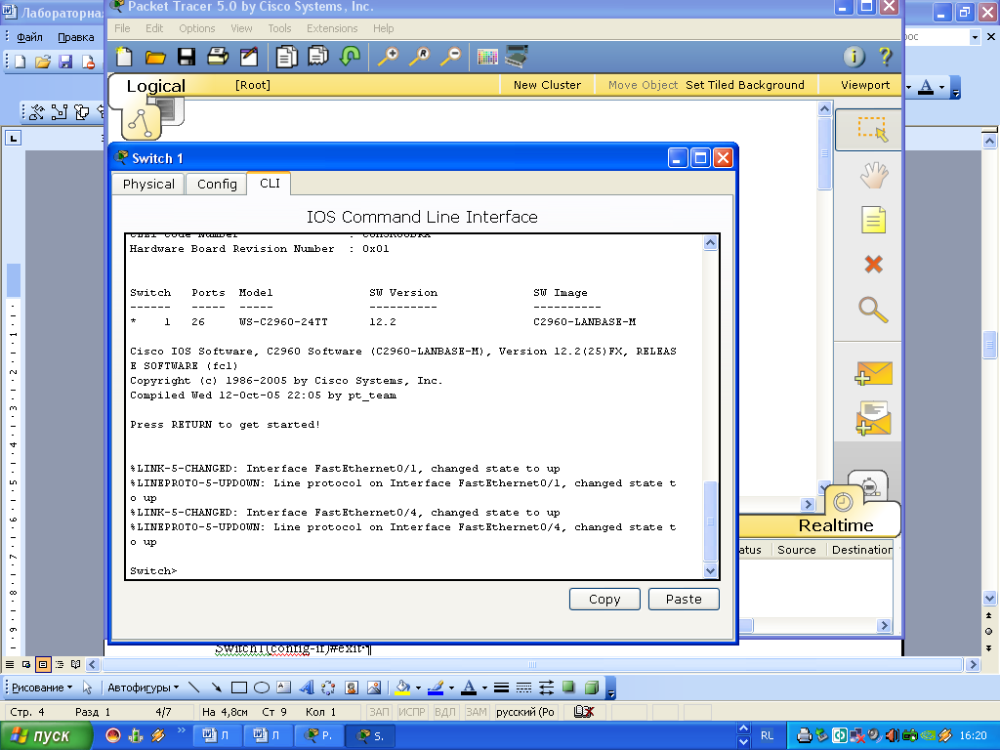 Лабораторна
Packet Tracer 5.0 by Cisco Systems, Inc.
Файл Правка
File Edit Options View Tools Extensions Help
Logical [Root] New Cluster Move Object Set Tiled Background Viewport
Switch 1
Physical Config CLI
IOS Command Line Interface
Hardware Board Revision Number : 0x01
Switch Ports Model SW Version SW Image
------ ----- ----- ---------- ----------
* 1 26 WS-C2960-24TT 12.2 C2960-LANBASE-M
Cisco IOS Software, C2960 Software (C2960-LANBASE-M), Version 12.2(25)FX, RELEAS
E SOFTWARE (fc1)
Copyright (c) 1986-2005 by Cisco Systems, Inc.
Compiled Wed 12-Oct-05 22:05 by pt_team
Press RETURN to get started!
%LINK-5-CHANGED: Interface FastEthernet0/1, changed state to up
%LINEPROTO-5-UPDOWN: Line protocol on Interface FastEthernet0/1, changed state t
o up
%LINK-5-CHANGED: Interface FastEthernet0/4, changed state to up
%LINEPROTO-5-UPDOWN: Line protocol on Interface FastEthernet0/4, changed state t
o up
Switch>
Copy Paste
Realtime
atus Source Destination
Switch1(config-if)#exit·¶
Рисование Автофигуры
Стр. 4 Разд 1 4/7 На 4,8см Ст 9 Кол 1 ЗАП ИСПР ВДЛ ЗАМ русский (Ро
пуск Л Л P. S. RL 16:20